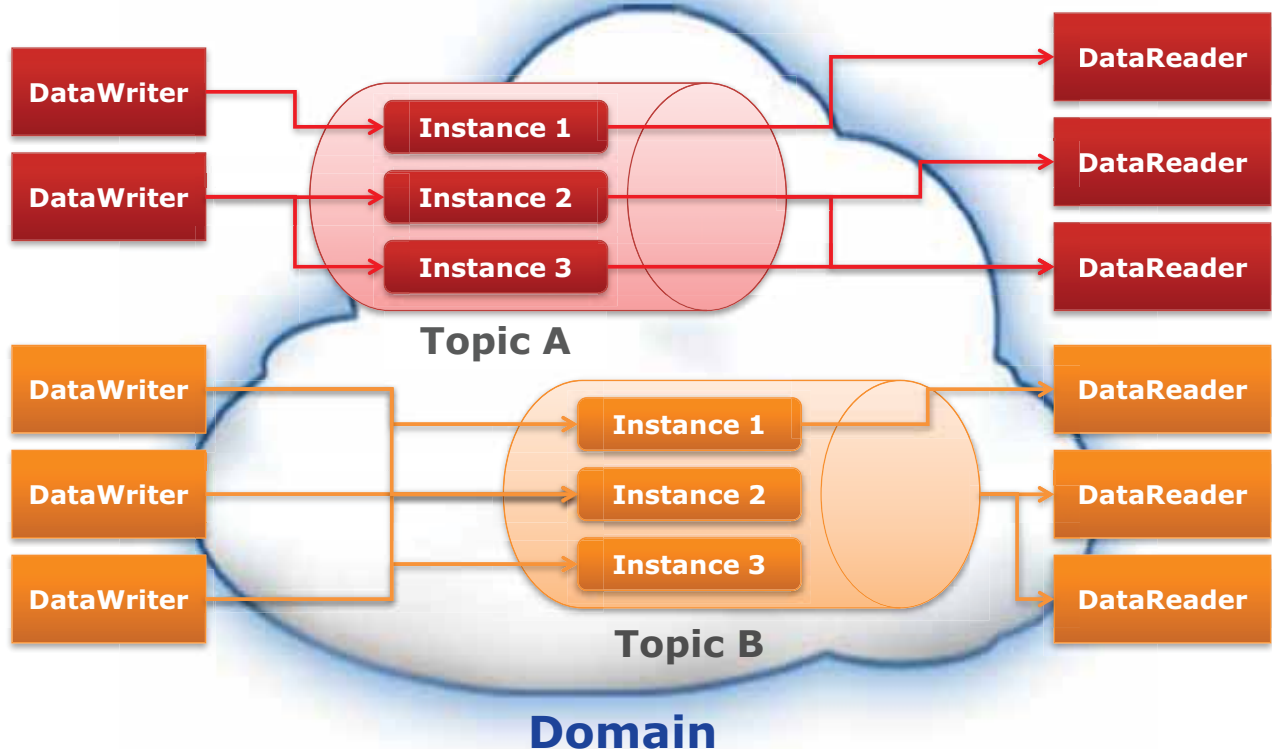 DataWriter
DataWriter
Instance 1
Instance 2
Instance 3
Topic A
DataReader
DataReader
DataReader
DataWriter
DataWriter
DataWriter
Instance 1
Instance 2
Instance 3
Topic B
DataReader
DataReader
DataReader
Domain